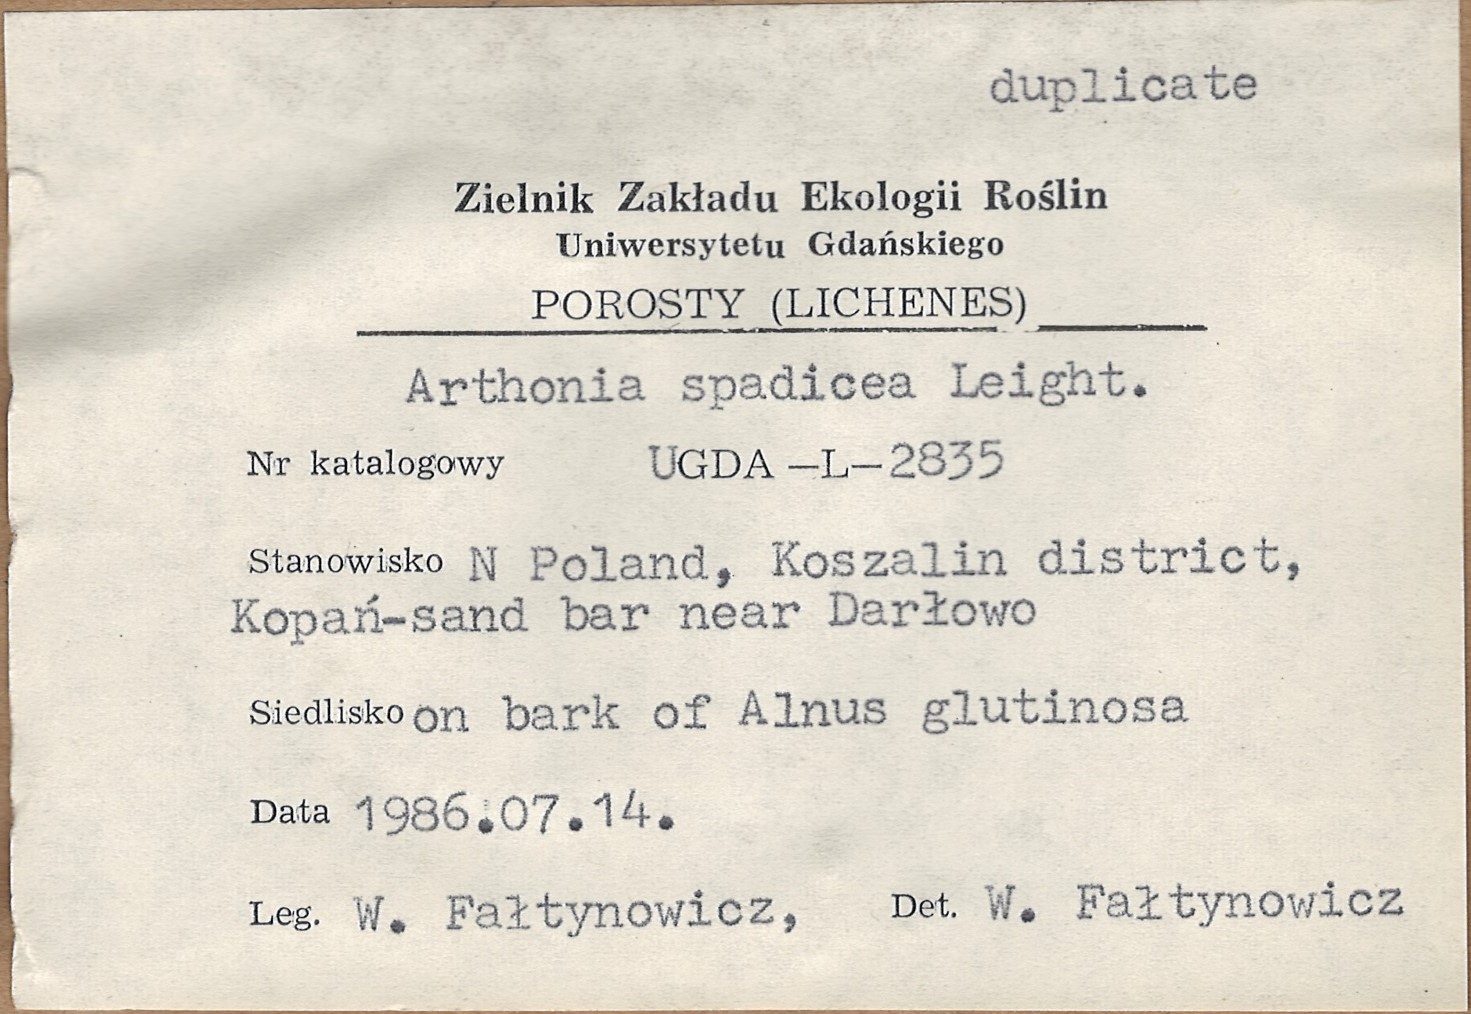 duplicate
Zielnik Zakładu Ekologii Roślin
Uniwersytetu Gdańskiego
POROSTY (LICHENES)
Arthonia spadicea Leight.
Nr katalogowy UGDA -L-2835
Stanowisko N Poland, Koszalin district,
Kopań-sand bar near Darłowo
Siedlisko on bark of Alnus glutinosa
Data 1986.07.14.
Leg. W. Fałtynowicz, Det. W. Fałtynowicz